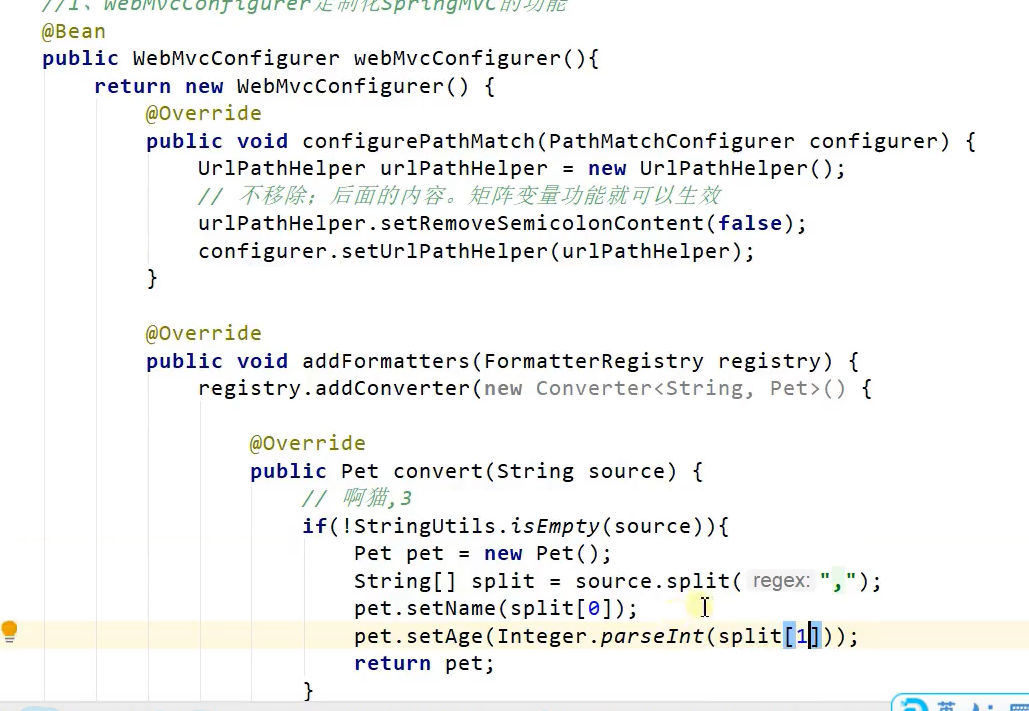 //1、WebMvcConfigurer定制化SpringMVC的功能
@Bean
public WebMvcConfigurer webMvcConfigurer(){
return new WebMvcConfigurer() {
@Override
public void configurePathMatch(PathMatchConfigurer configurer) {
UrlPathHelper urlPathHelper = new UrlPathHelper();
// 不移除；后面的内容。矩阵变量功能就可以生效
urlPathHelper.setRemoveSemicolonContent(false);
configurer.setUrlPathHelper(urlPathHelper);
}
@Override
public void addFormatters(FormatterRegistry registry) {
registry.addConverter(new Converter<String, Pet>() {
@Override
public Pet convert(String source) {
// 啊猫,3
if(!StringUtils.isEmpty(source)){
Pet pet = new Pet();
String[] split = source.split( regex: ",");
pet.setName(split[0]);
pet.setAge(Integer.parseInt(split[1]));
return pet;
}
英